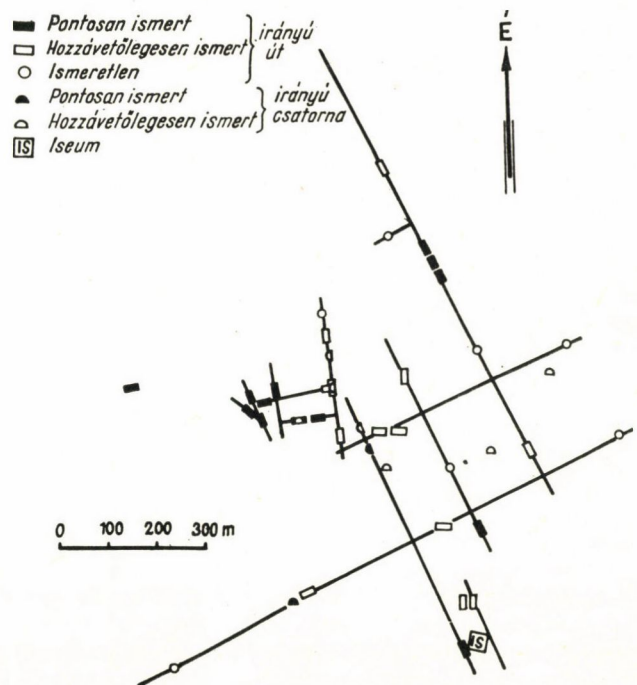 Pontosan ismert
Hozzávetőlegesen ismert
Ismeretlen
irányú
út
Pontosan ismert
Hozzávetőlegesen ismert
irányú
csatorna
IS Iseum
É
0 100 200 300 m
IS